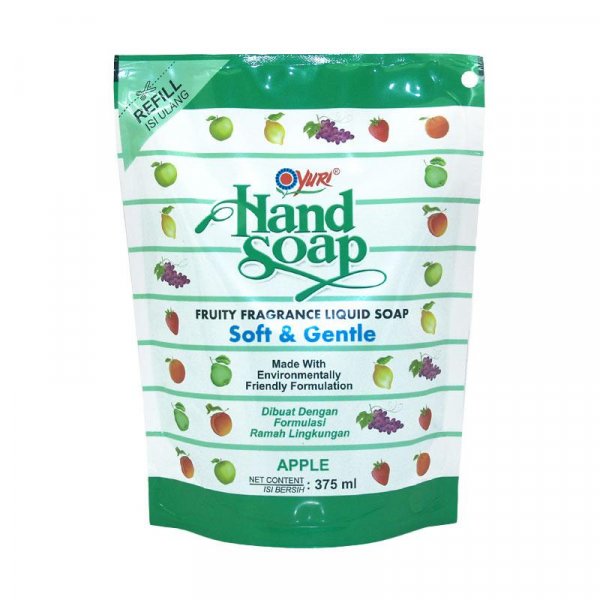 REFILL
ISI ULANG
YURI®
Hand
Soap
FRUITY FRAGRANCE LIQUID SOAP
Soft & Gentle
Made With
Environmentally
Friendly Formulation
Dibuat Dengan
Formulasi
Ramah Lingkungan
APPLE
NET CONTENT
ISI BERSIH : 375 ml